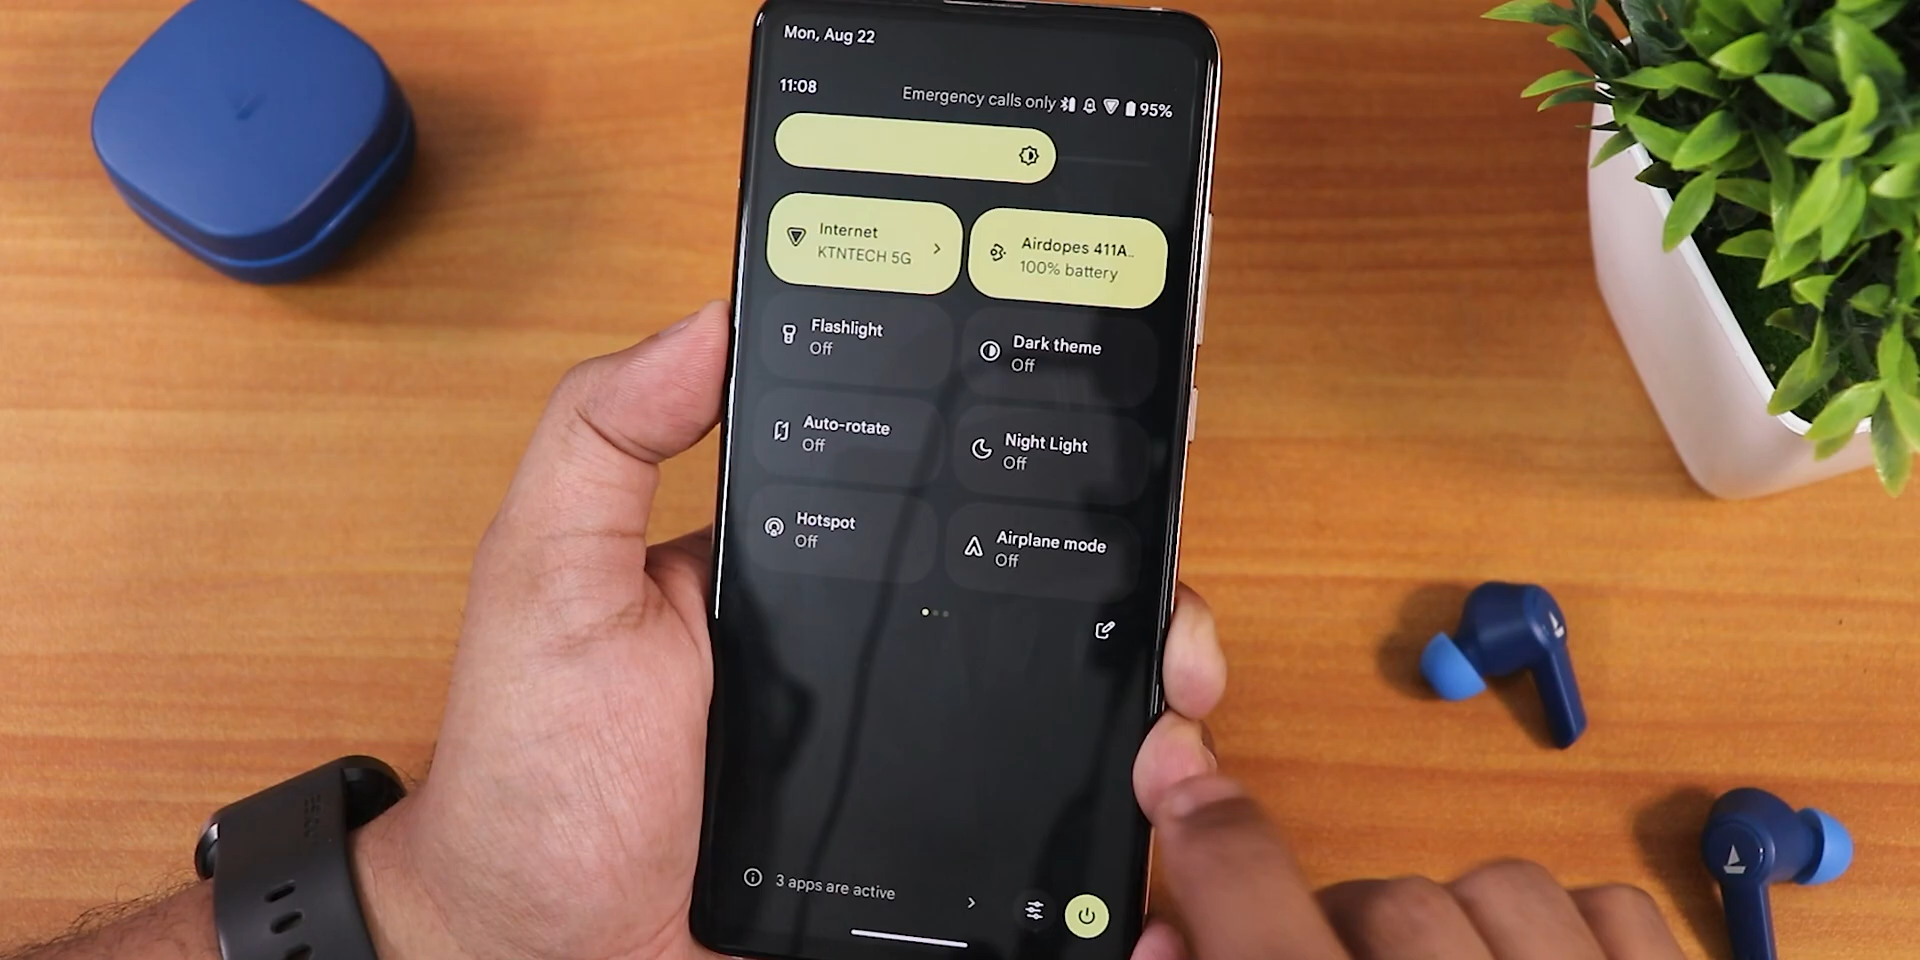 Mon, Aug 22
11:08
Emergency calls only
95%
Internet
KTNTECH 5G
Airdopes 411A..
100% battery
Flashlight
Off
Dark theme
Off
Auto-rotate
Off
Night Light
Off
Hotspot
Off
Airplane mode
Off
3 apps are active